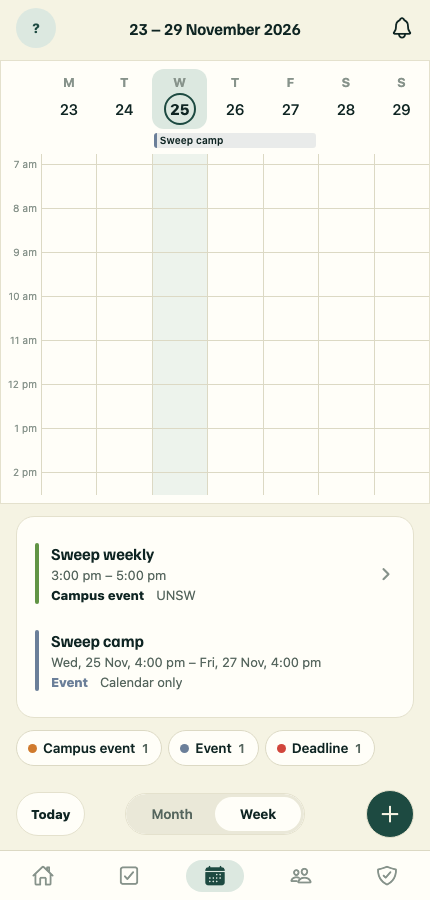 ?
23 – 29 November 2026
M T W T F S S
23 24 25 26 27 28 29
Sweep camp
7 am
8 am
9 am
10 am
11 am
12 pm
1 pm
2 pm
Sweep weekly
3:00 pm – 5:00 pm
Campus event UNSW
Sweep camp
Wed, 25 Nov, 4:00 pm – Fri, 27 Nov, 4:00 pm
Event Calendar only
Campus event 1 Event 1 Deadline 1
Today Month Week